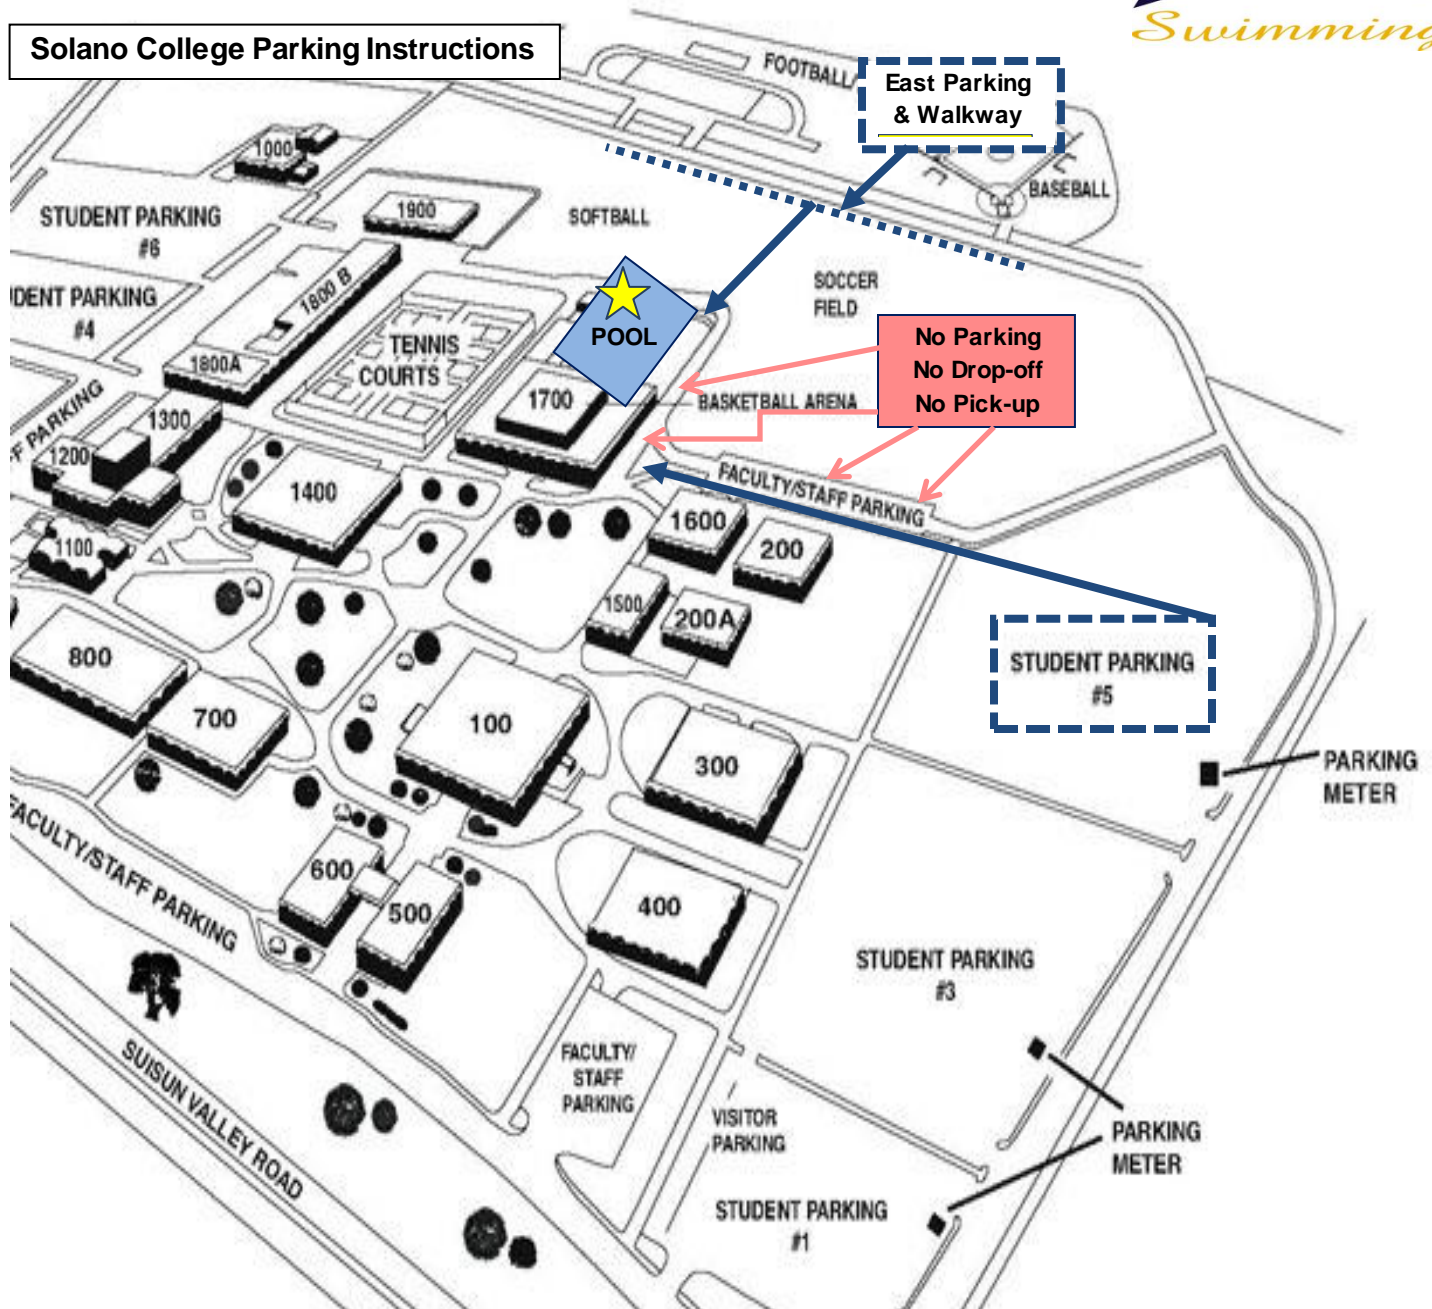 Swimming
Solano College Parking Instructions
FOOTBALL
East Parking
& Walkway
1000
BASEBALL
STUDENT PARKING
#6
1900
SOFTBALL
1800 B
SOCCER
FIELD
DENT PARKING
#4
POOL
TENNIS
COURTS
No Parking
No Drop-off
No Pick-up
1800A
1700
BASKETBALL ARENA
1300
FF PARKING
1200
1400
FACULTY/STAFF PARKING
1600
200
1100
1500
200A
800
STUDENT PARKING
#5
700
100
300
PARKING
METER
FACULTY/STAFF PARKING
600
500
400
STUDENT PARKING
#3
SUISUN VALLEY ROAD
FACULTY/
STAFF
PARKING
VISITOR
PARKING
PARKING
METER
STUDENT PARKING
#1